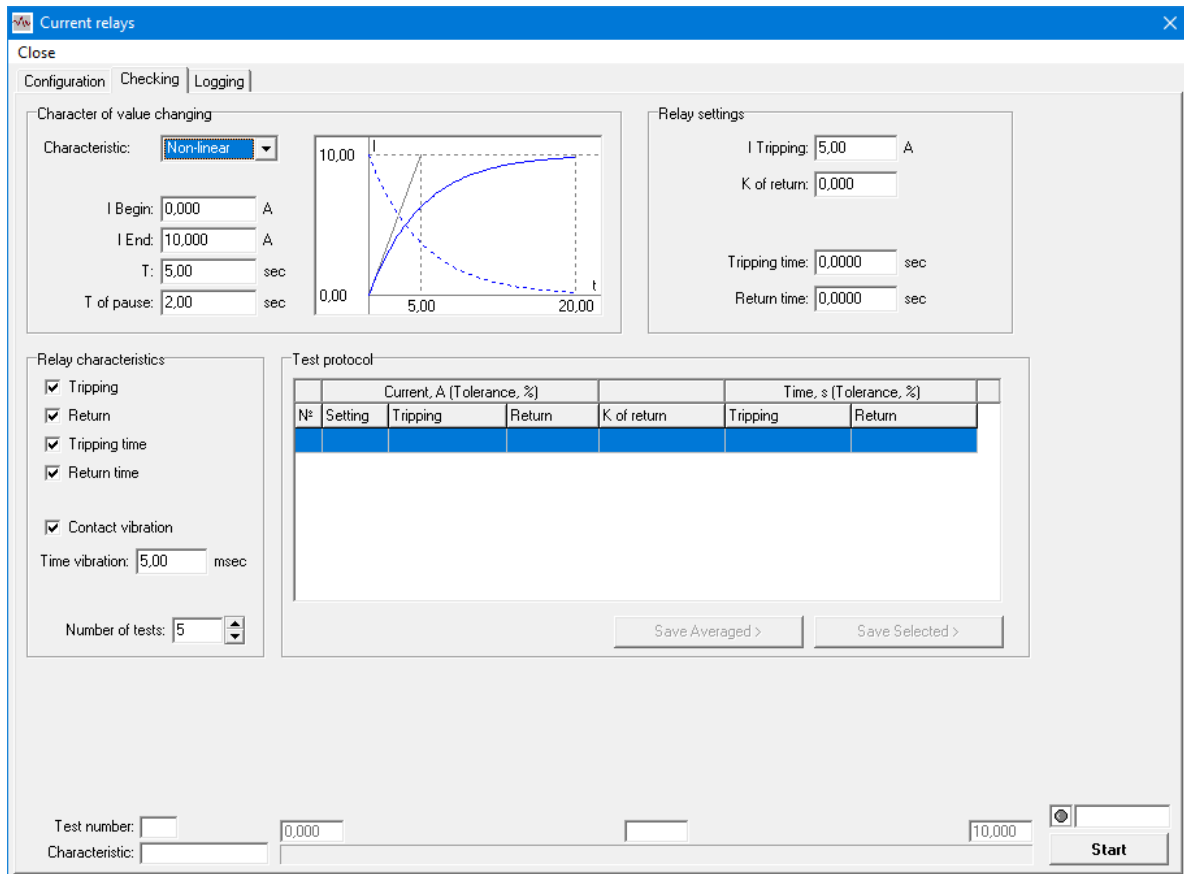 Current relays
Close
Configuration Checking Logging
Character of value changing
Characteristic: Non-linear
I Begin: 0,000 A
I End: 10,000 A
T: 5,00 sec
T of pause: 2,00 sec
I
10,00
0,00
t
5,00 20,00
Relay settings
I Tripping: 5,00 A
K of return: 0,000
Tripping time: 0,0000 sec
Return time: 0,0000 sec
Relay characteristics
Tripping
Return
Tripping time
Return time
Contact vibration
Time vibration: 5,00 msec
Number of tests: 5
Test protocol
Current, A (Tolerance, %) Time, s (Tolerance, %)
Nº Setting Tripping Return K of return Tripping Return
Save Averaged > Save Selected >
Test number: 0,000 10,000
Characteristic:
Start